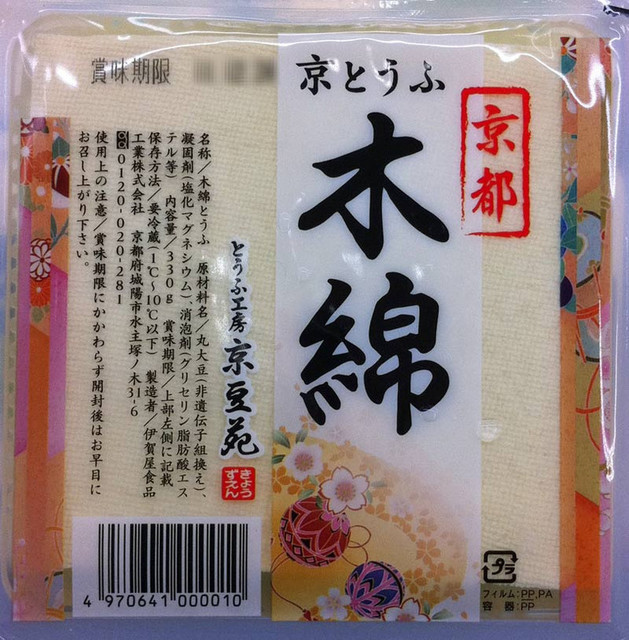 賞味期限
京とうふ
京都
木綿
名称/木綿とうふ 原材料名/丸大豆(非遺伝子組換え)、
凝固剤(塩化マグネシウム)、消泡剤(グリセリン脂肪酸エス
テル等) 内容量/330g 賞味期限/上部左側に記載
保存方法/要冷蔵(1℃~10℃以下) 製造者/伊賀屋食品
工業株式会社 京都府城陽市水主塚ノ木31-6
0120-020-281
使用上の注意/賞味期限にかかわらず開封後はお早目に
お召し上がり下さい。
とうふ工房
京豆苑
きょう
ずえん
4 970641 000010
プラ
フィルム:PP,PA
容器:PP